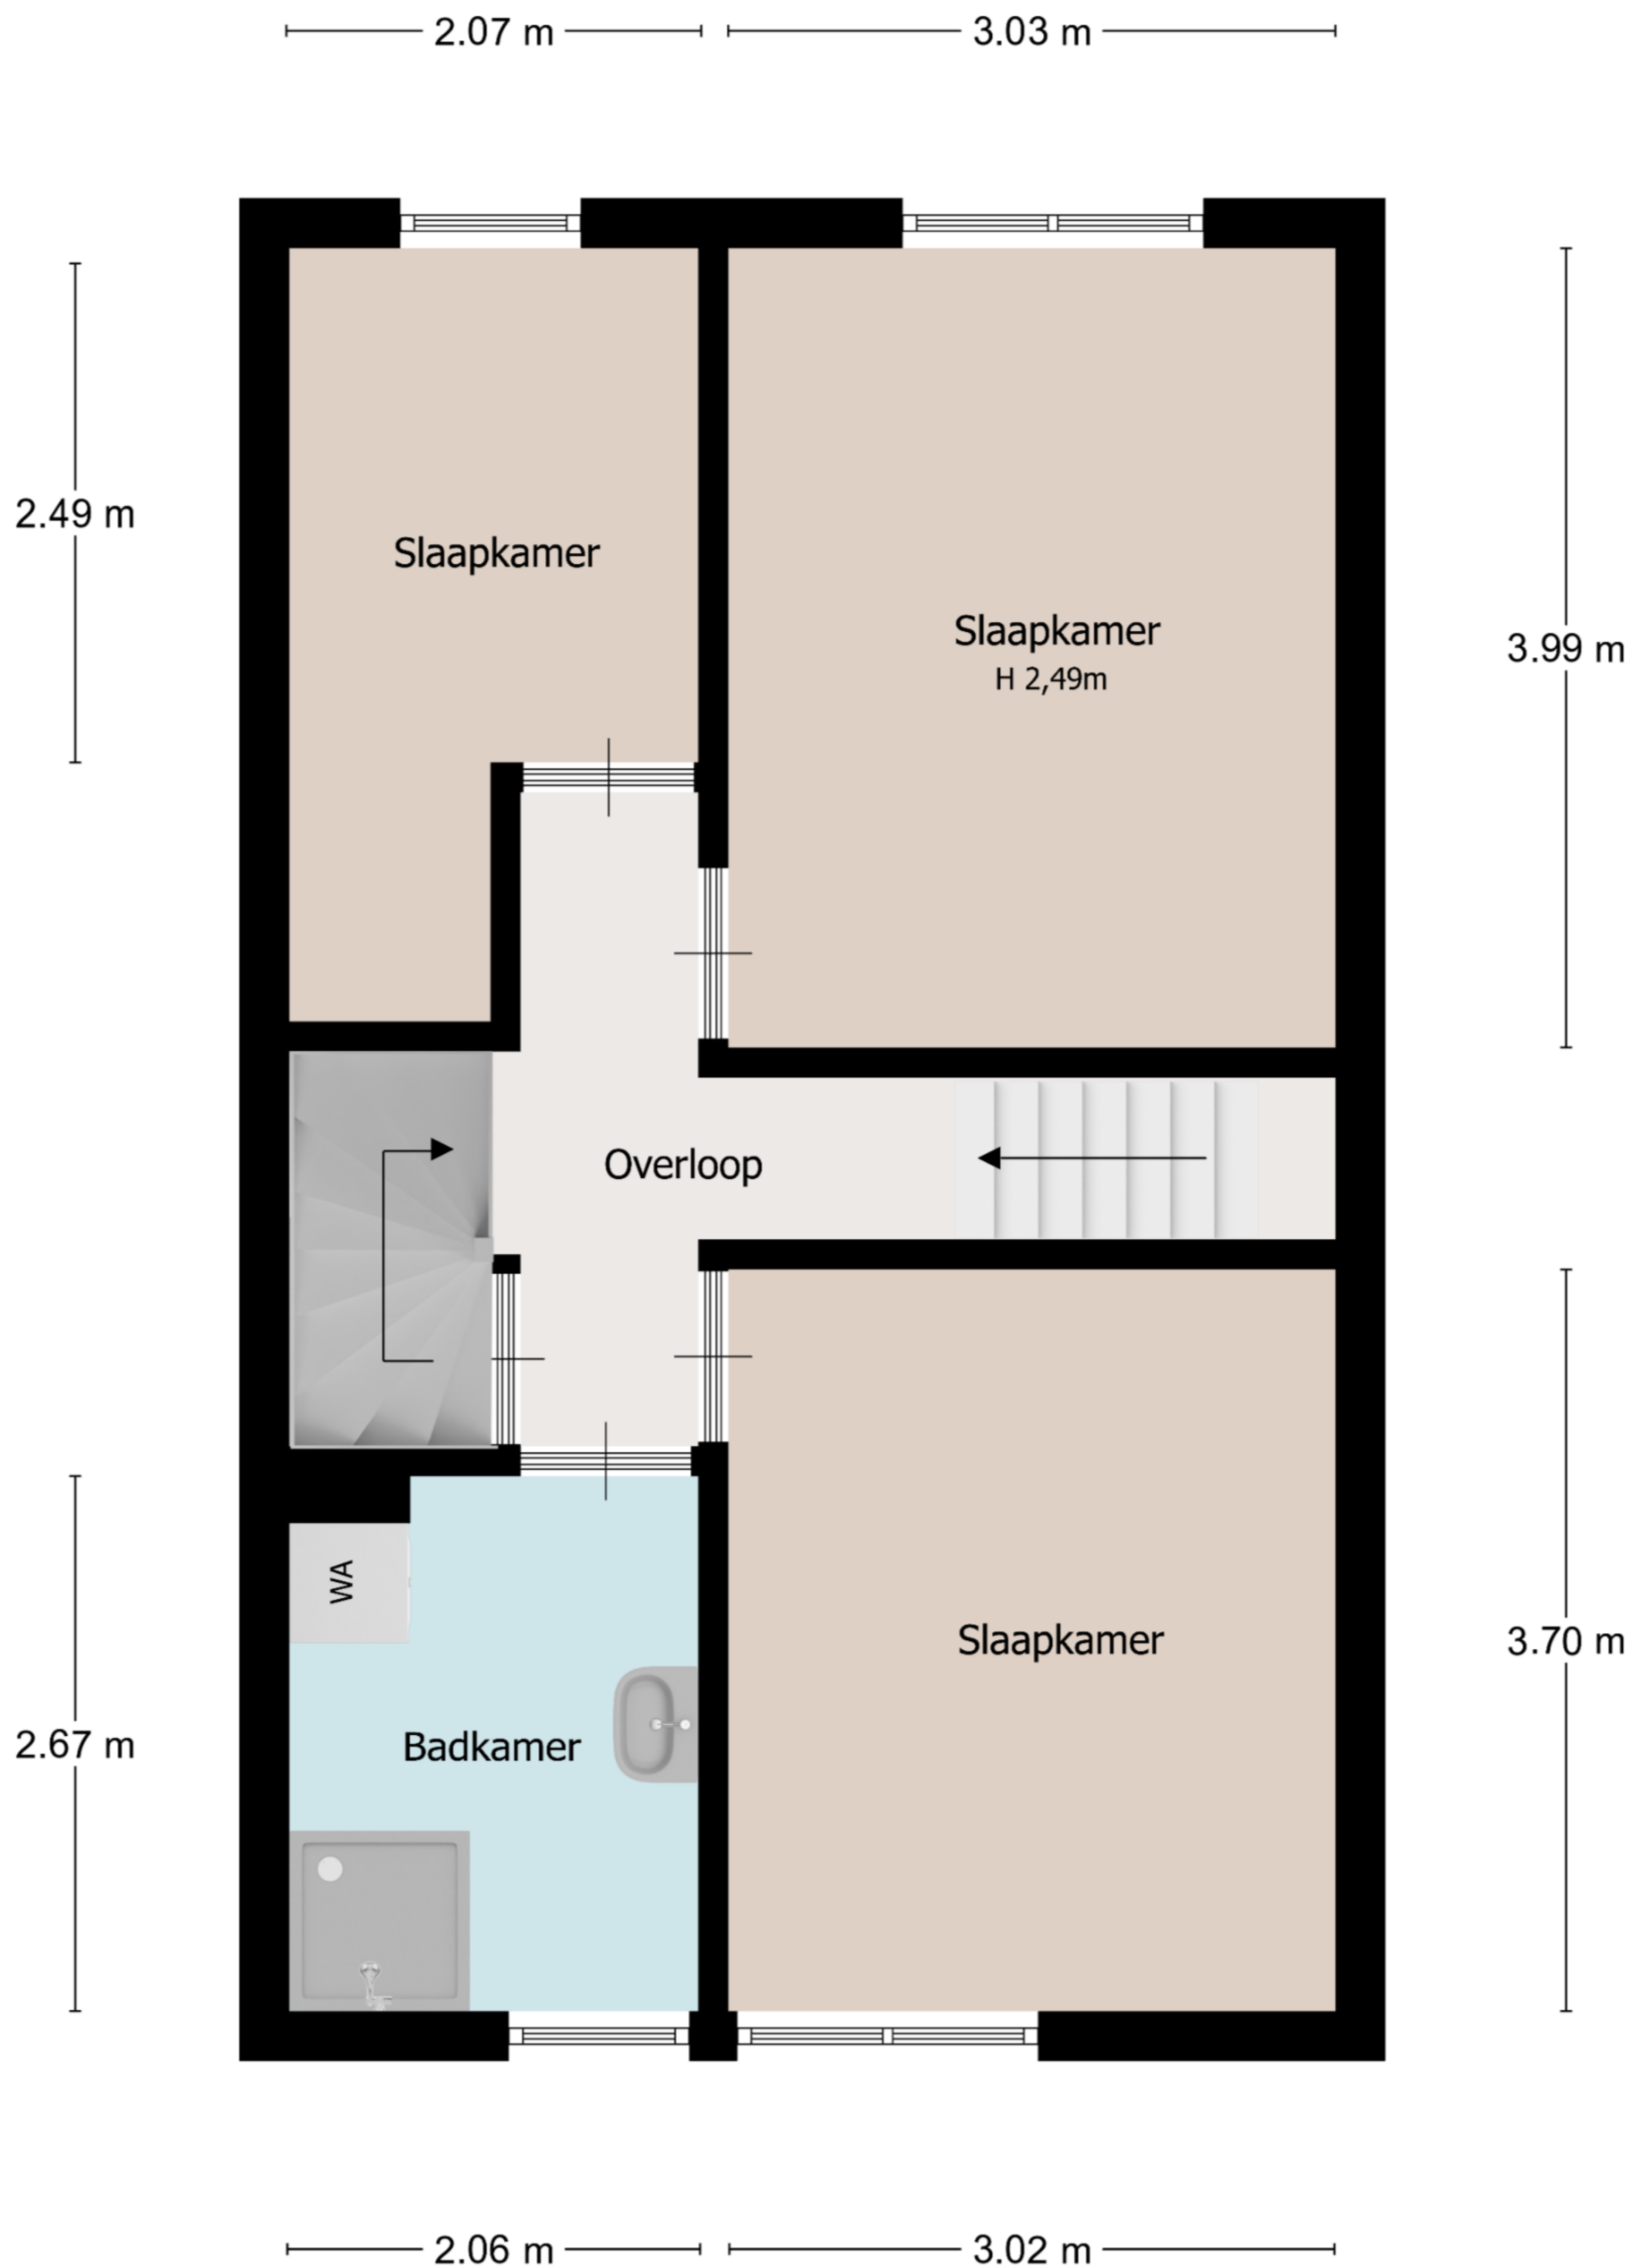 2.07 m
3.03 m
2.49 m
Slaapkamer
Slaapkamer
H 2,49m
3.99 m
Overloop
WA
Slaapkamer
3.70 m
2.67 m
Badkamer
2.06 m
3.02 m